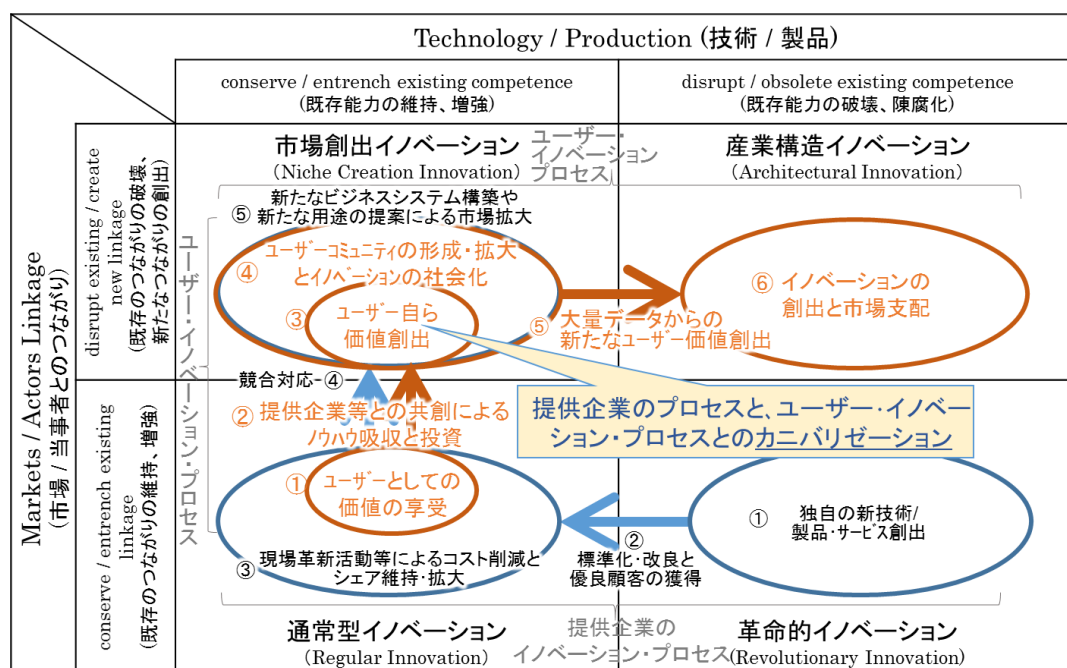 Technology / Production (技術 / 製品)
conserve / entrench existing competence
(既存能力の維持、増強)
disrupt / obsolete existing competence
(既存能力の破壊、陳腐化)
Markets / Actors Linkage
(市場 / 当事者とのつながり)
disrupt existing / create
new linkage
(既存のつながりの破壊、
新たなつながりの創出)
conserve / entrench existing
linkage
(既存のつながりの維持、増強)
市場創出イノベーション
(Niche Creation Innovation)
ユーザー・
イノベーション
プロセス
産業構造イノベーション
(Architectural Innovation)
ユーザー・イノベーション・プロセス
⑤ 新たなビジネスシステム構築や
新たな用途の提案による市場拡大
④ ユーザーコミュニティの形成・拡大
とイノベーションの社会化
③ ユーザー自ら
価値創出
⑤ 大量データからの
新たなユーザー価値創出
⑥ イノベーションの
創出と市場支配
競合対応 ④
② 提供企業等との共創による
ノウハウ吸収と投資
提供企業のプロセスと、ユーザー・イノベー
ション・プロセスとのカニバリゼーション
① ユーザーとしての
価値の享受
③ 現場革新活動等によるコスト削減と
シェア維持・拡大
②
標準化・改良と
優良顧客の獲得
① 独自の新技術/
製品・サービス創出
通常型イノベーション
(Regular Innovation)
提供企業の
イノベーション・プロセス
革命的イノベーション
(Revolutionary Innovation)